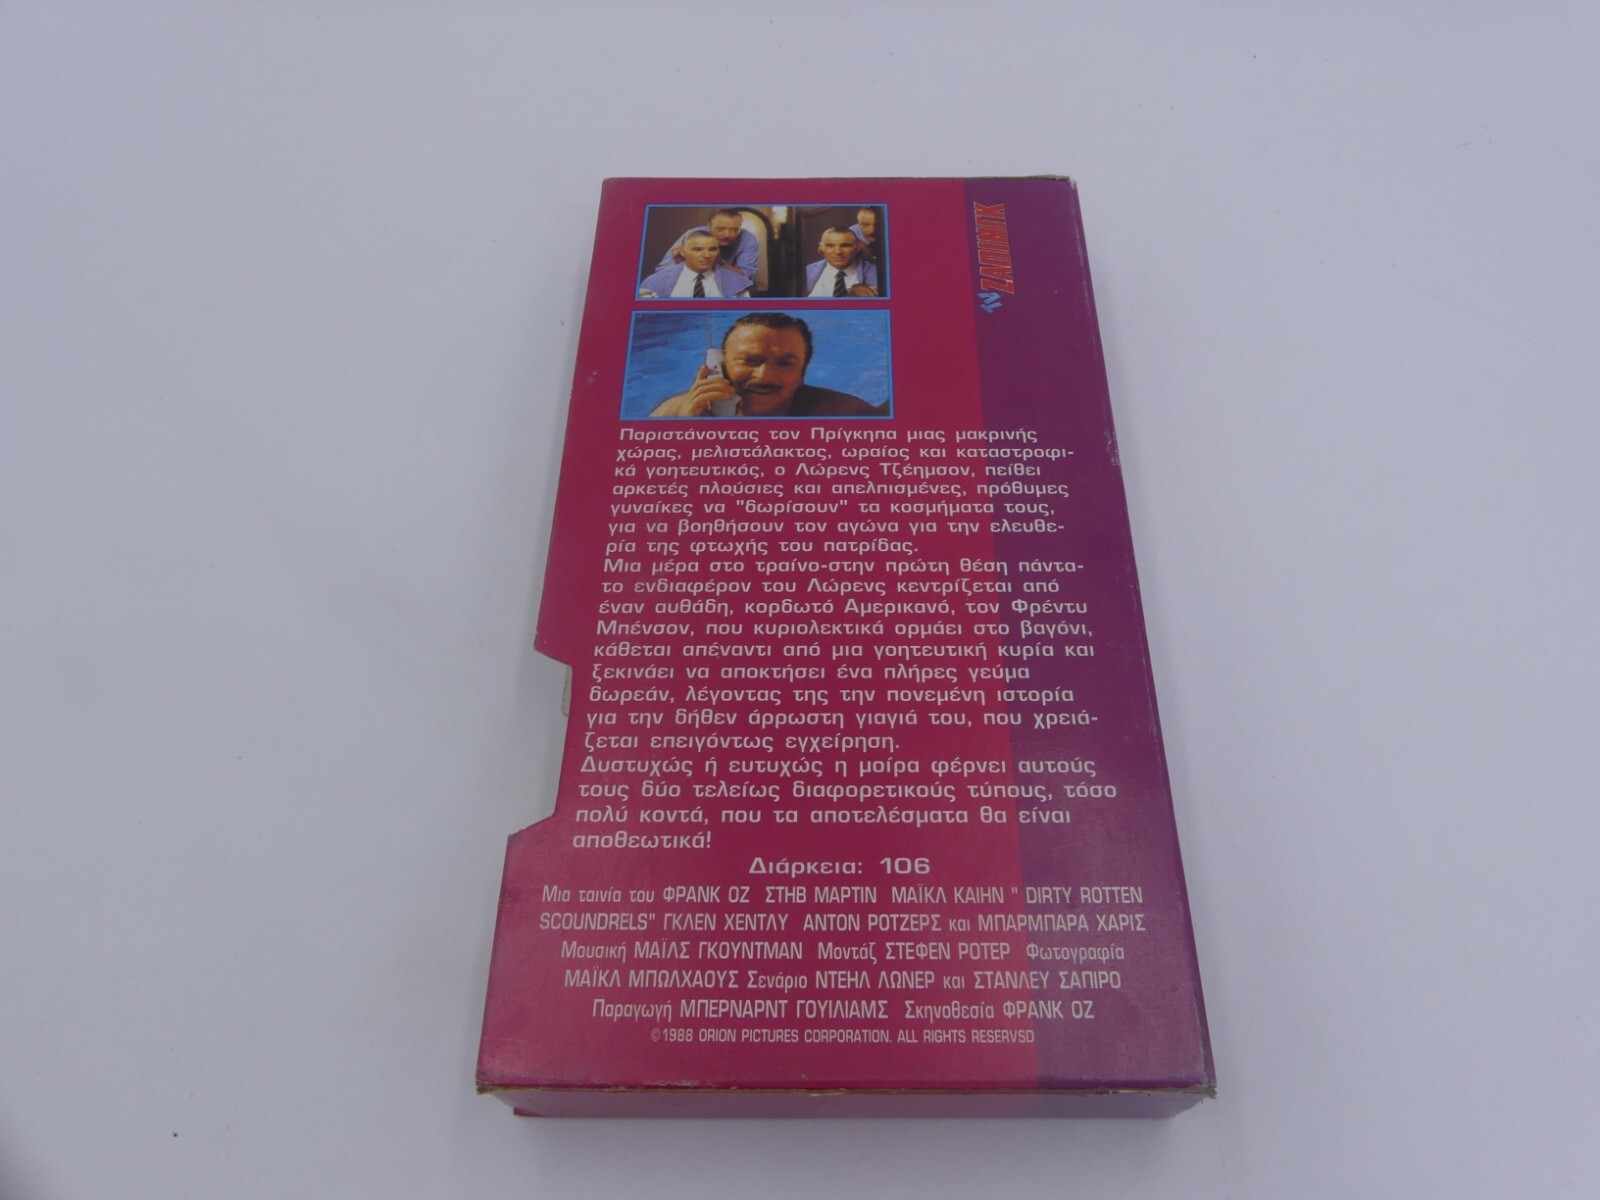 ΖΑΠΙΝΓΚ
Παριστάνοντας τον Πρίγκηπα μιας μακρινής
χώρας, μελιστάλακτος, ωραίος και καταστροφι-
κά γοητευτικός, ο Λώρενς Τζέημσον, πείθει
αρκετές πλούσιες και απελπισμένες, πρόθυμες
γυναίκες να "δωρίσουν" τα κοσμήματα τους,
για να βοηθήσουν τον αγώνα για την ελευθε-
ρία της φτωχής του πατρίδας.
Μια μέρα στο τραίνο-στην πρώτη θέση πάντα-
το ενδιαφέρον του Λώρενς κεντρίζεται από
έναν αυθάδη, κορδωτό Αμερικανό, τον Φρέντυ
Μπένσον, που κυριολεκτικά ορμάει στο βαγόνι,
κάθεται απέναντι από μια γοητευτική κυρία και
ξεκινάει να αποκτήσει ένα πλήρες γεύμα
δωρεάν, λέγοντας της την πονεμένη ιστορία
για την δήθεν άρρωστη γιαγιά του, που χρειά-
ζεται επειγόντως εγχείρηση.
Δυστυχώς ή ευτυχώς η μοίρα φέρνει αυτούς
τους δύο τελείως διαφορετικούς τύπους, τόσο
πολύ κοντά, που τα αποτελέσματα θα είναι
αποθεωτικά!
Διάρκεια: 106
Μια ταινία του ΦΡΑΝΚ ΟΖ ΣΤΗΒ ΜΑΡΤΙΝ ΜΑΪΚΛ ΚΑΙΗΝ " DIRTY ROTTEN
SCOUNDRELS" ΓΚΛΕΝ ΧΕΝΤΛΥ ΑΝΤΟΝ ΡΟΤΖΕΡΣ και ΜΠΑΡΜΠΑΡΑ ΧΑΡΙΣ
Μουσική ΜΑΪΛΣ ΓΚΟΥΝΤΜΑΝ Μοντάζ ΣΤΕΦΕΝ ΡΟΤΕΡ Φωτογραφία
ΜΑΪΚΛ ΜΠΩΛΧΑΟΥΣ Σενάριο ΝΤΕΗΛ ΛΩΝΕΡ και ΣΤΑΝΛΕΥ ΣΑΠΙΡΟ
Παραγωγή ΜΠΕΡΝΑΡΝΤ ΓΟΥΙΛΙΑΜΣ Σκηνοθεσία ΦΡΑΝΚ ΟΖ
©1988 ORION PICTURES CORPORATION. ALL RIGHTS RESERVSD